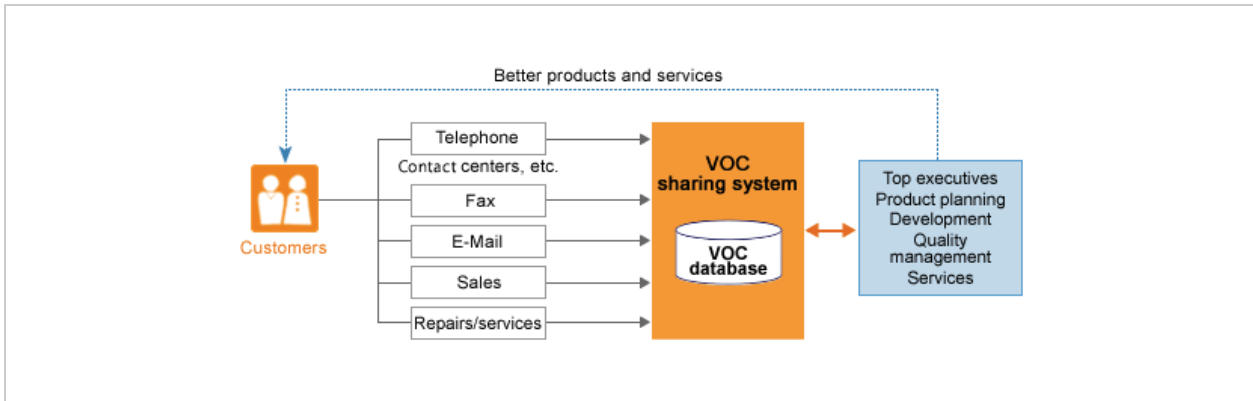 Better products and services
Telephone
Contact centers, etc.
Fax
E-Mail
Sales
Repairs/services
Customers
VOC
sharing system
VOC
database
Top executives
Product planning
Development
Quality
management
Services